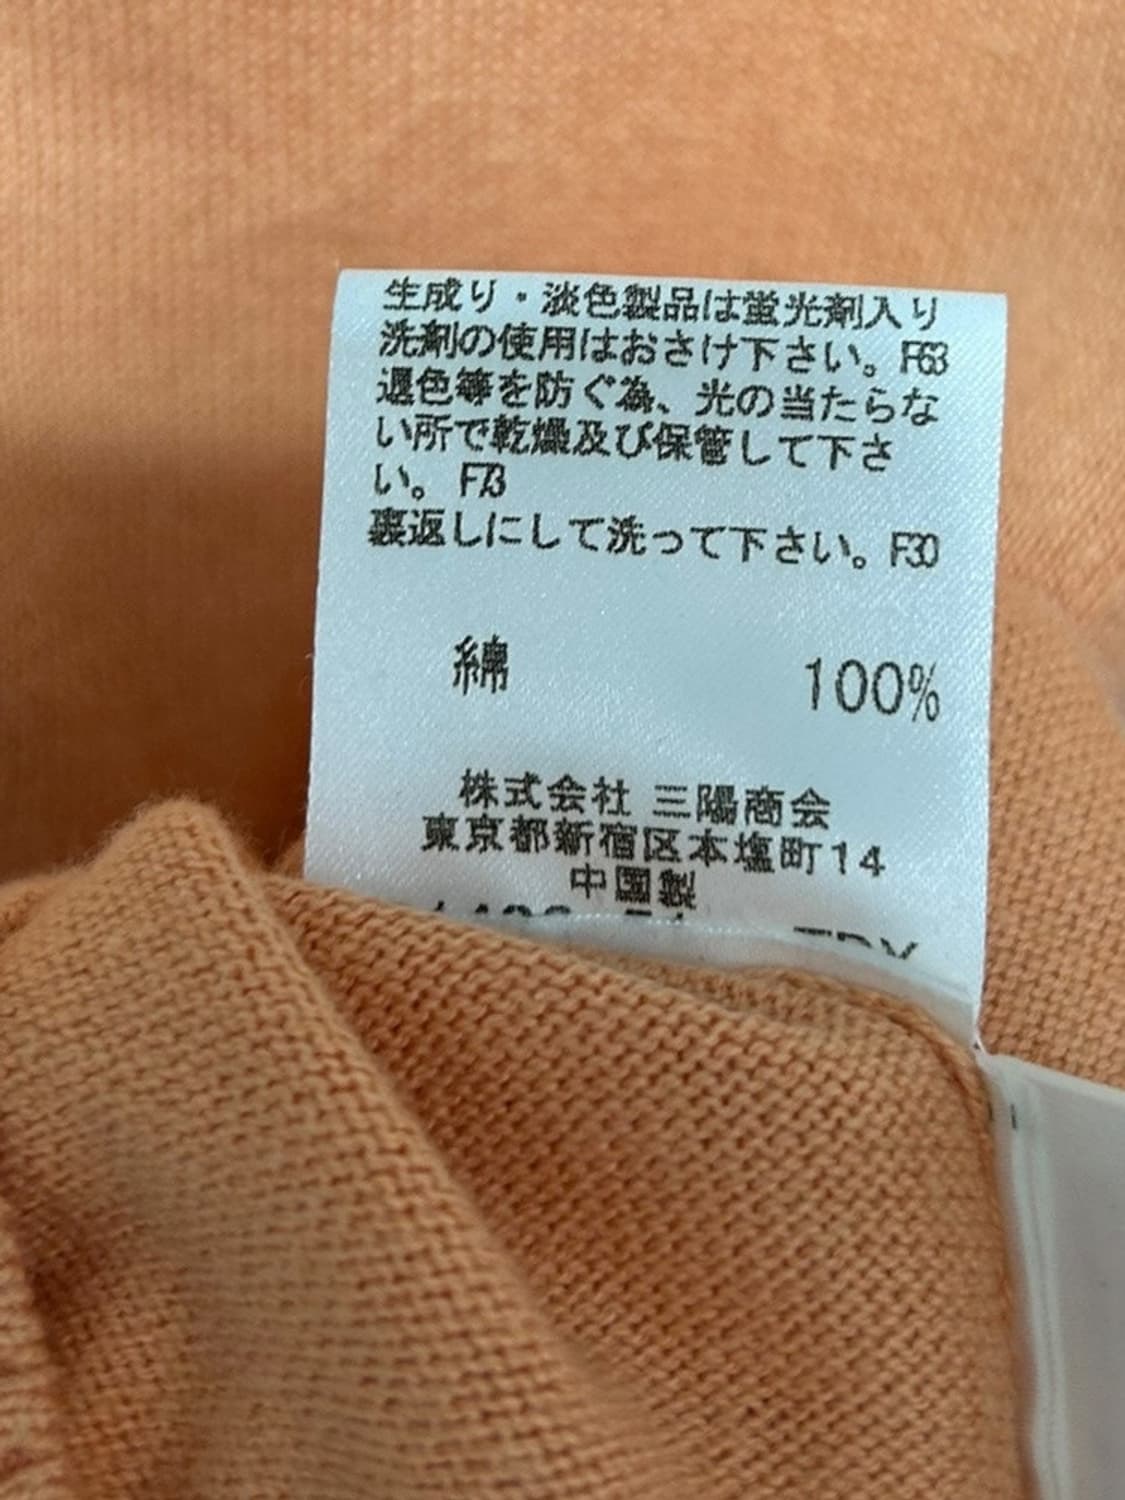 生成り・淡色製品は蛍光剤入り
洗剤の使用はおさけ下さい。F63
退色等を防ぐ為、光の当たらな
い所で乾燥及び保管して下さ
い。F73
裏返しにして洗って下さい。F30
綿 100%
株式会社 三陽商会
東京都新宿区本塩町14
中国製